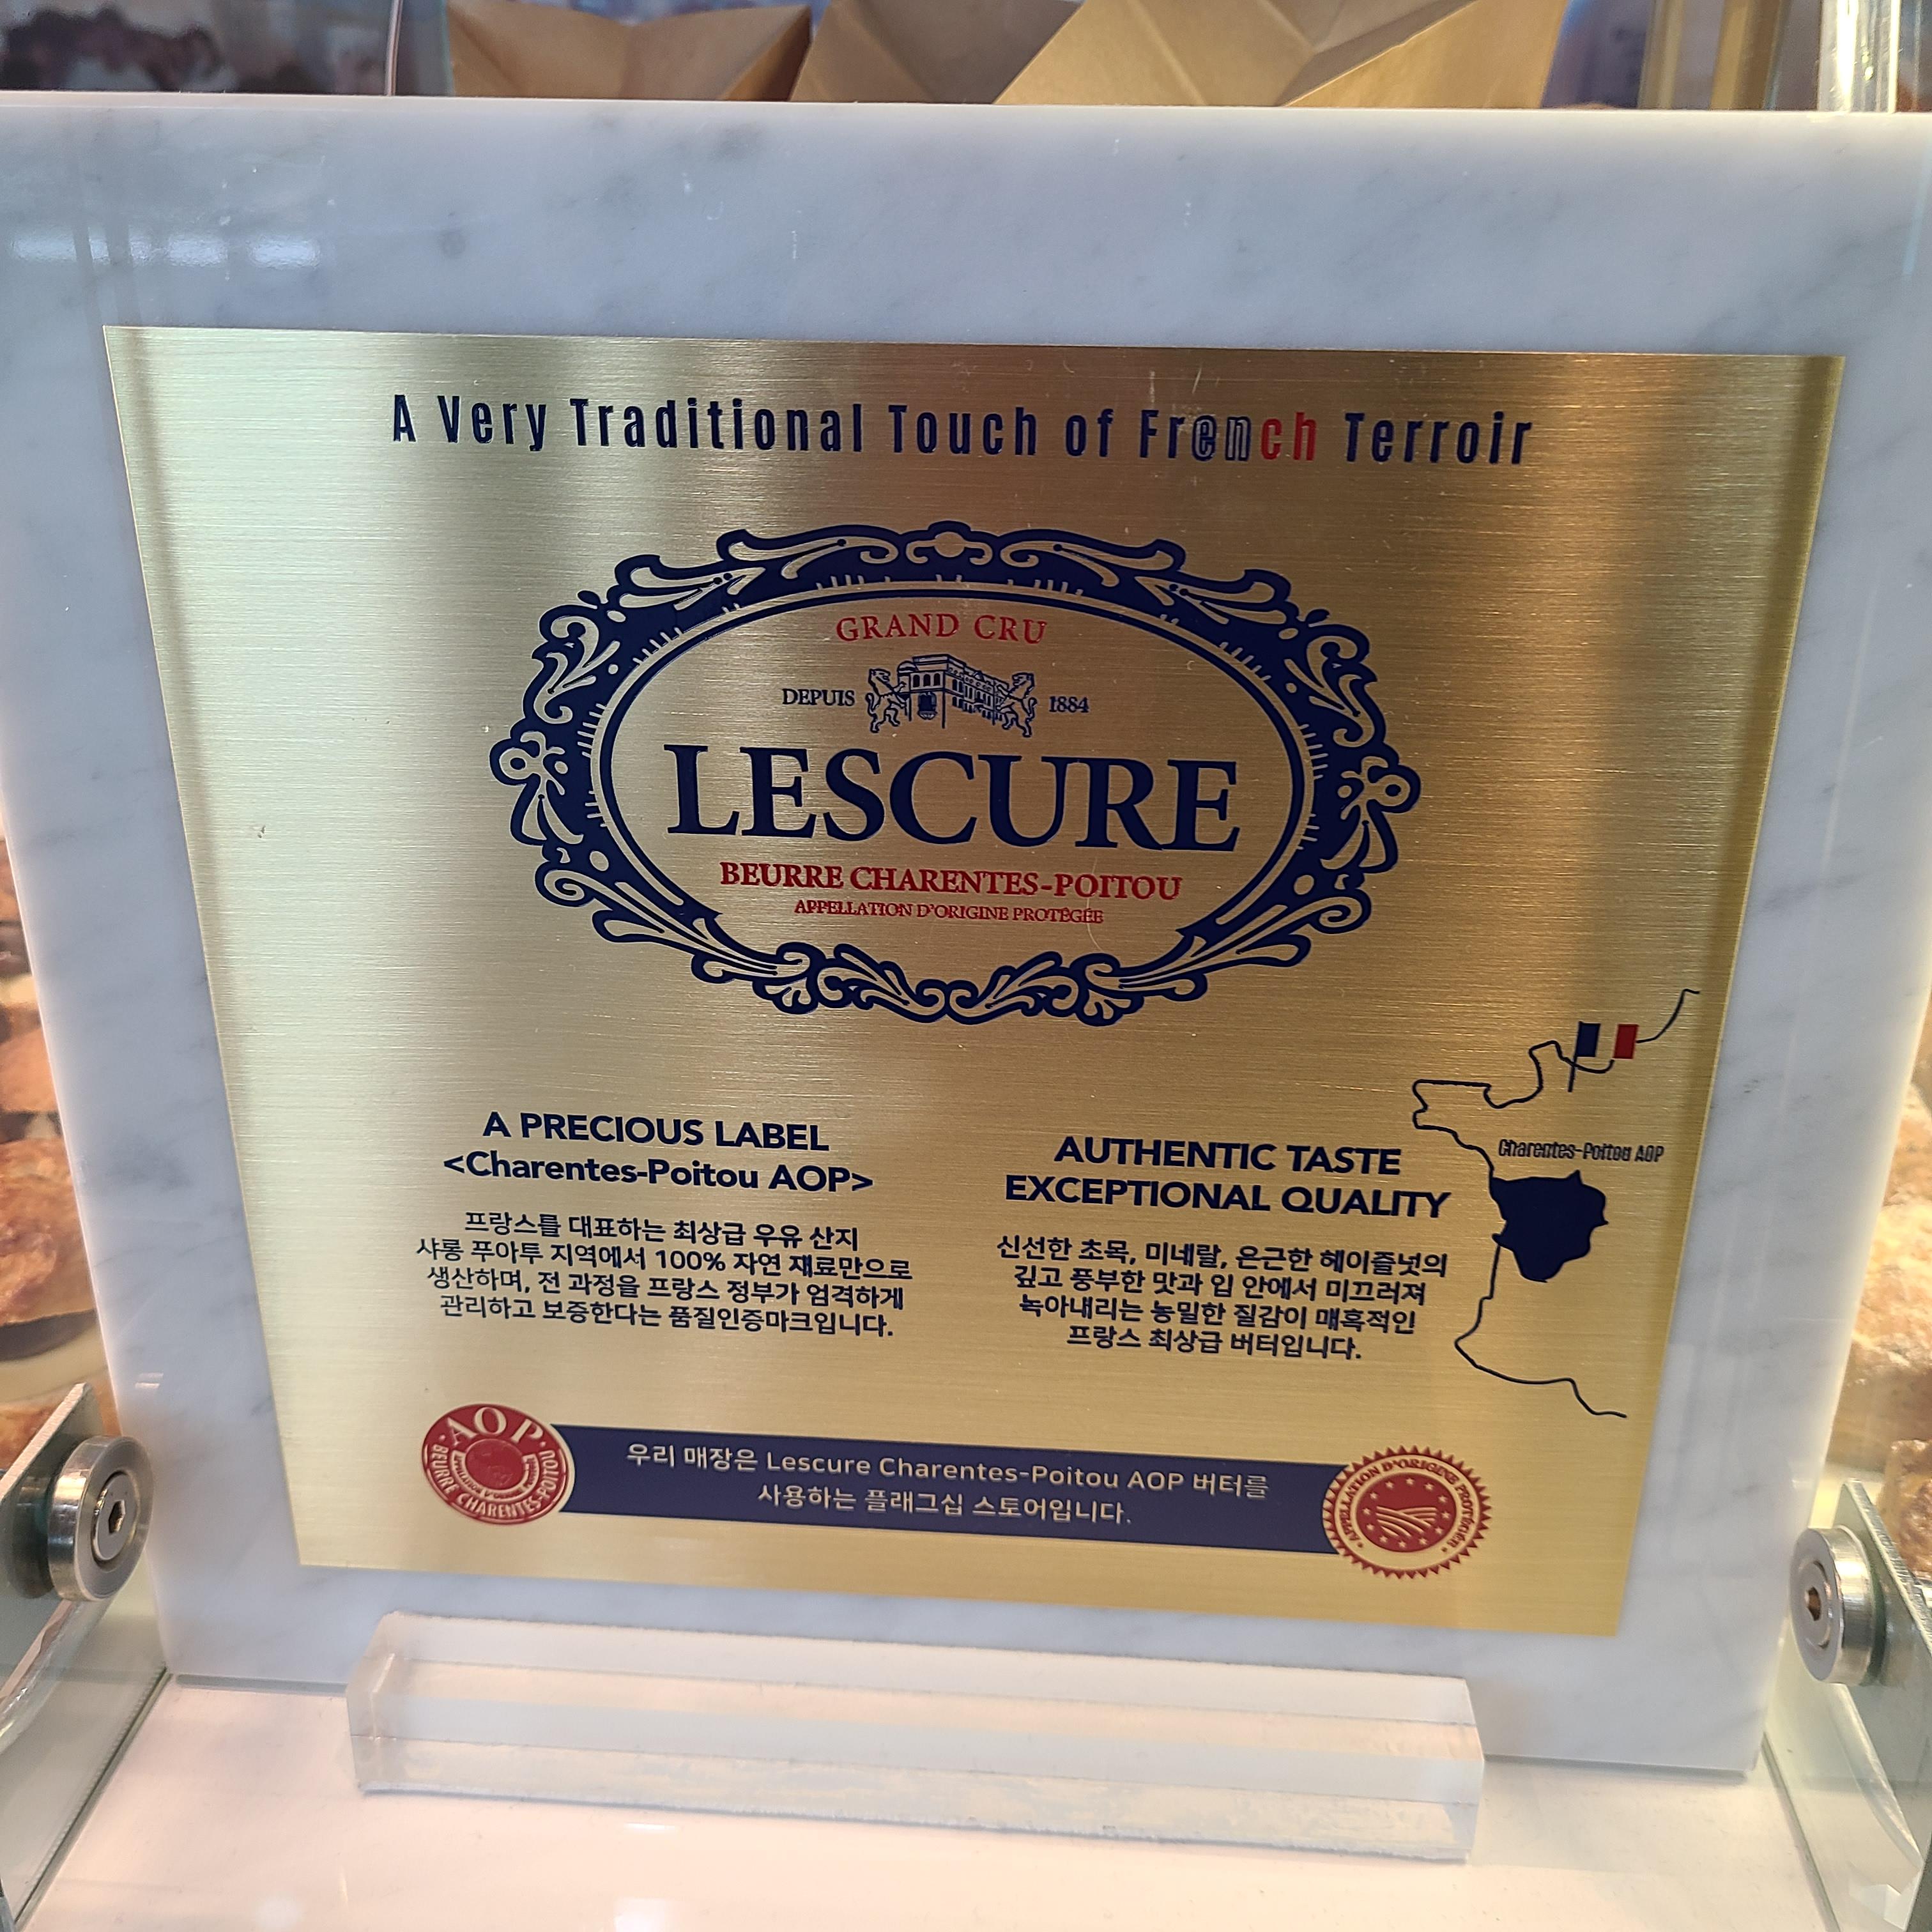 A Very Traditional Touch of French Terroir
GRAND CRU
DEPUIS 1884
LESCURE
BEURRE CHARENTES-POITOU
APPELLATION D'ORIGINE PROTÉGÉE
A PRECIOUS LABEL
<Charentes-Poitou AOP>
프랑스를 대표하는 최상급 우유 산지
샤롱 푸아투 지역에서 100% 자연 재료만으로
생산하며, 전 과정을 프랑스 정부가 엄격하게
관리하고 보증한다는 품질인증마크입니다.
AUTHENTIC TASTE
EXCEPTIONAL QUALITY
신선한 초목, 미네랄, 은근한 헤이즐넛의
깊고 풍부한 맛과 입 안에서 미끄러져
녹아내리는 농밀한 질감이 매혹적인
프랑스 최상급 버터입니다.
Charentes-Poitou AOP
AOP
BEURRE CHARENTES-POITOU
우리 매장은 Lescure Charentes-Poitou AOP 버터를
사용하는 플래그십 스토어입니다.
APPELLATION D'ORIGINE PROTÉGÉE